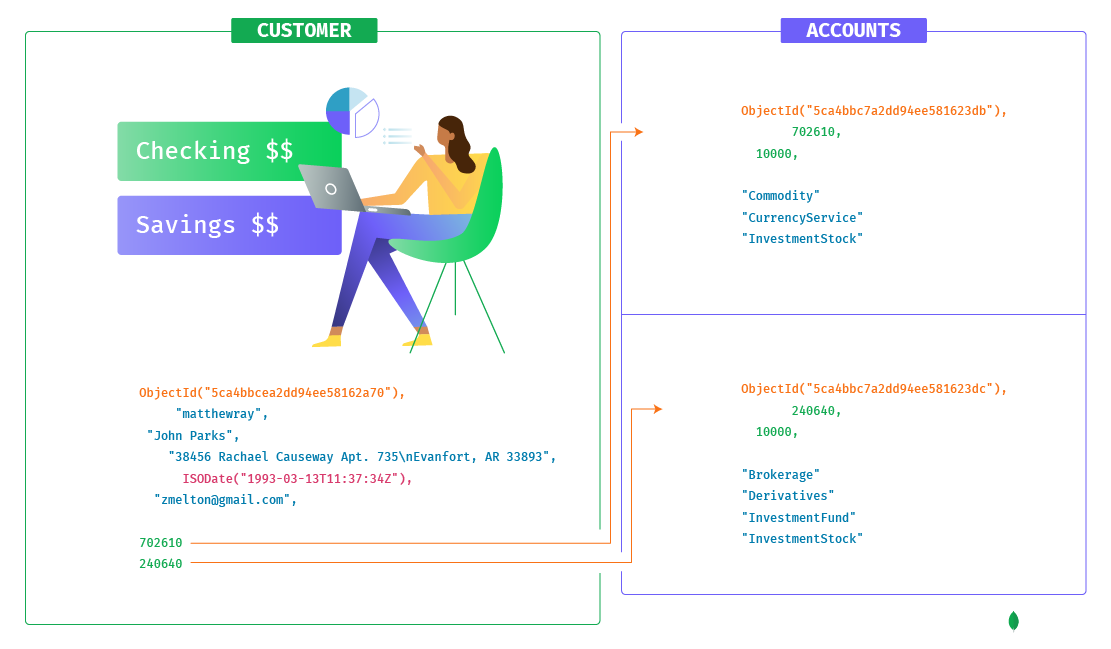 CUSTOMER
Checking $$
Savings $$
ObjectId("5ca4bbcea2dd94ee58162a70"),
"matthewray",
"John Parks",
"38456 Rachael Causeway Apt. 735\nEvanfort, AR 33893",
ISODate("1993-03-13T11:37:34Z"),
"zmelton@gmail.com",
702610
240640
ACCOUNTS
ObjectId("5ca4bbc7a2dd94ee581623db"),
702610,
10000,
"Commodity"
"CurrencyService"
"InvestmentStock"
ObjectId("5ca4bbc7a2dd94ee581623dc"),
240640,
10000,
"Brokerage"
"Derivatives"
"InvestmentFund"
"InvestmentStock"